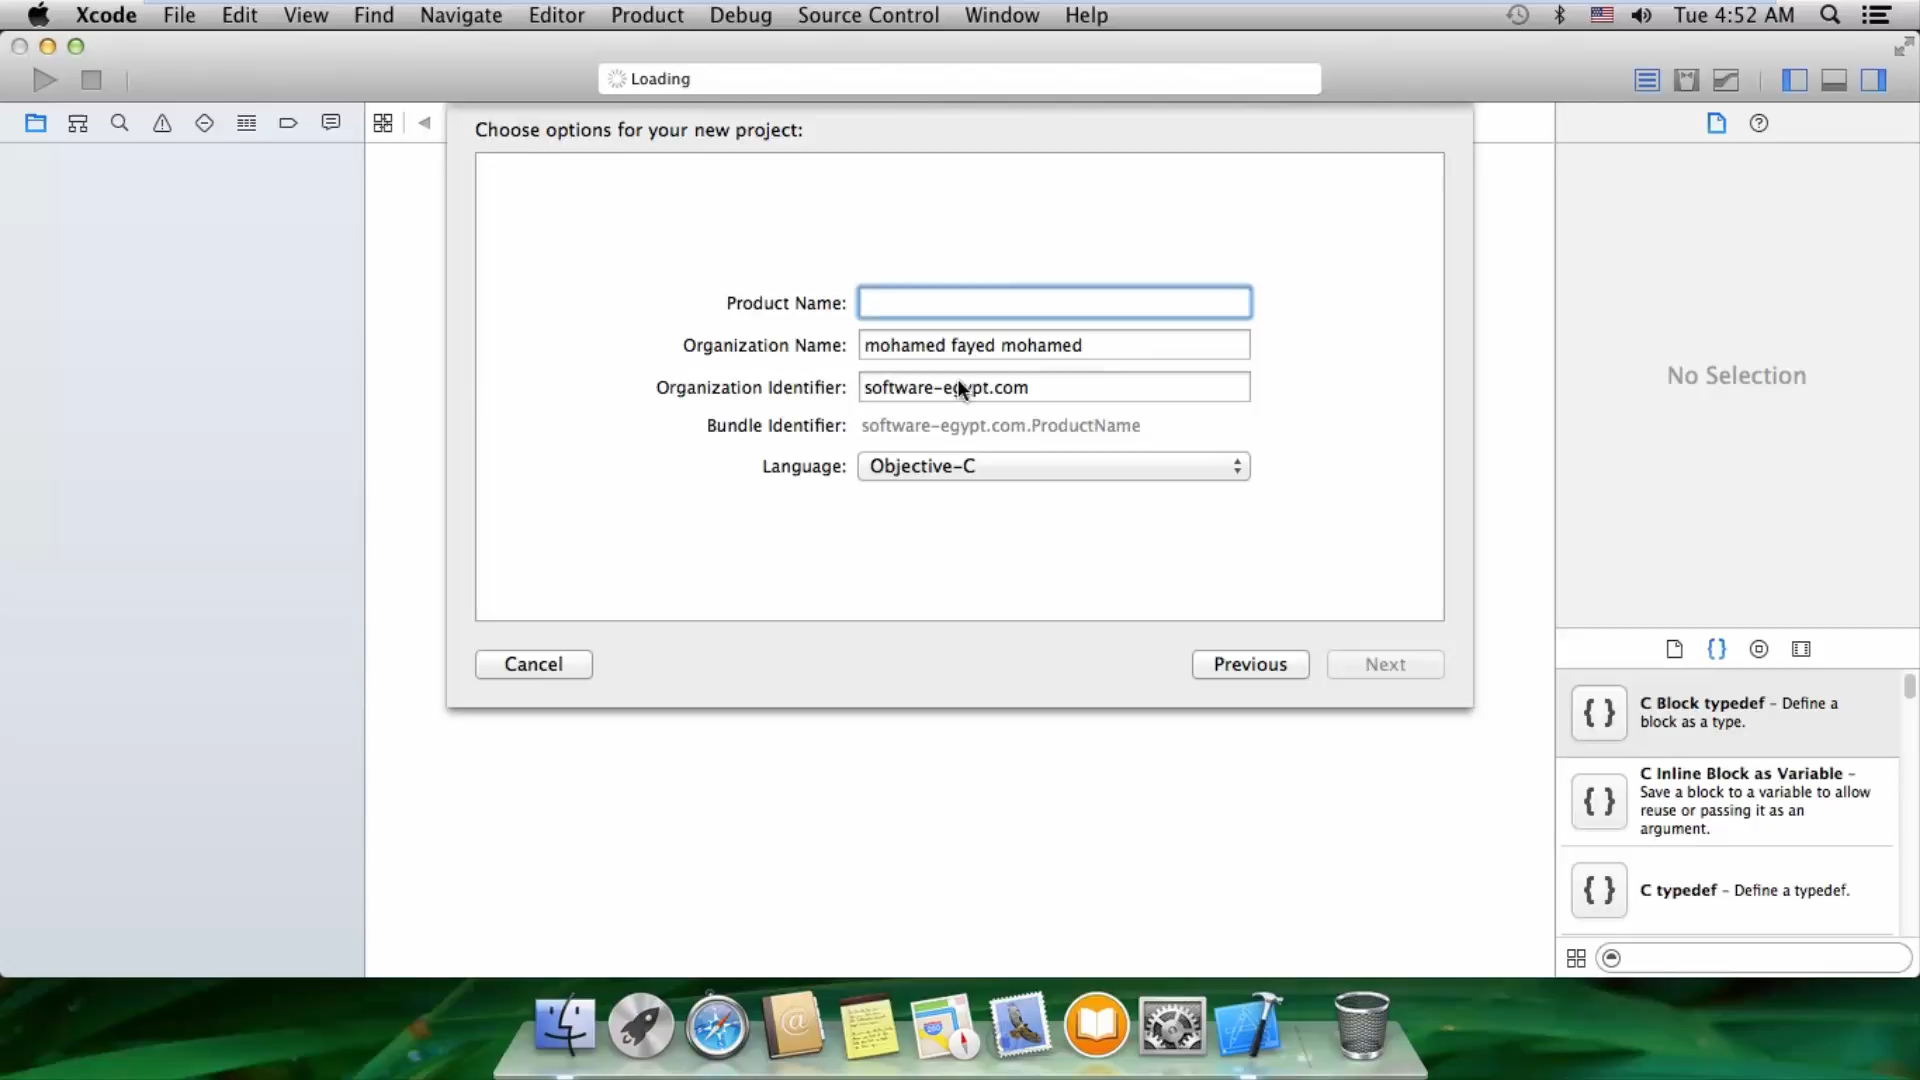 Xcode File Edit View Find Navigate Editor Product Debug Source Control Window Help Tue 4:52 AM
Loading
Choose options for your new project:
Product Name:
Organization Name: mohamed fayed mohamed
Organization Identifier: software-egypt.com
Bundle Identifier: software-egypt.com.ProductName
Language: Objective-C
Cancel Previous Next
No Selection
{ } C Block typedef – Define a
block as a type.
{ } C Inline Block as Variable –
Save a block to a variable to allow
reuse or passing it as an
argument.
{ } C typedef – Define a typedef.